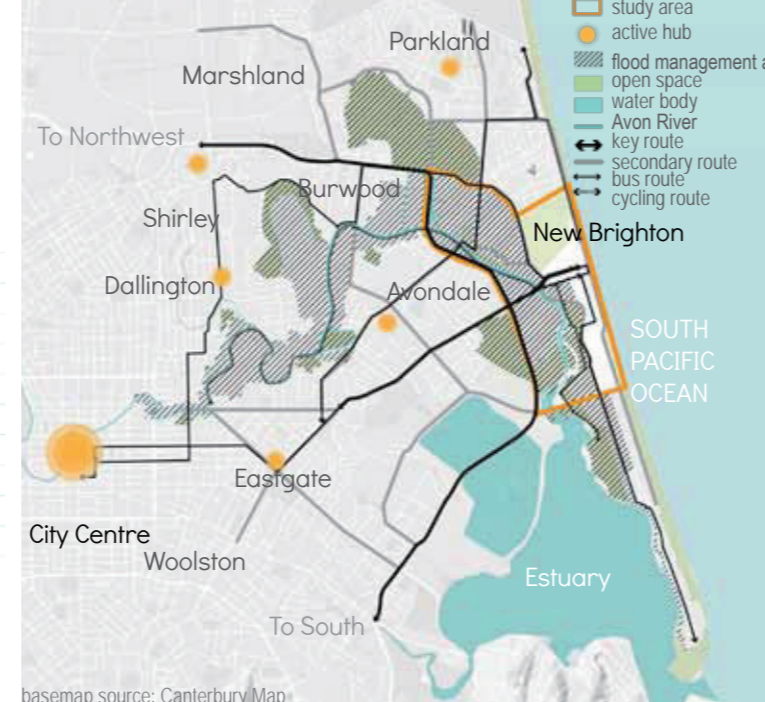 study area
active hub
flood management a
open space
water body
Avon River
key route
secondary route
bus route
cycling route
Parkland
Marshland
To Northwest
Burwood
Shirley
New Brighton
Dallington
Avondale
SOUTH
PACIFIC
OCEAN
Eastgate
City Centre
Woolston
Estuary
To South
basemap source: Canterbury Map